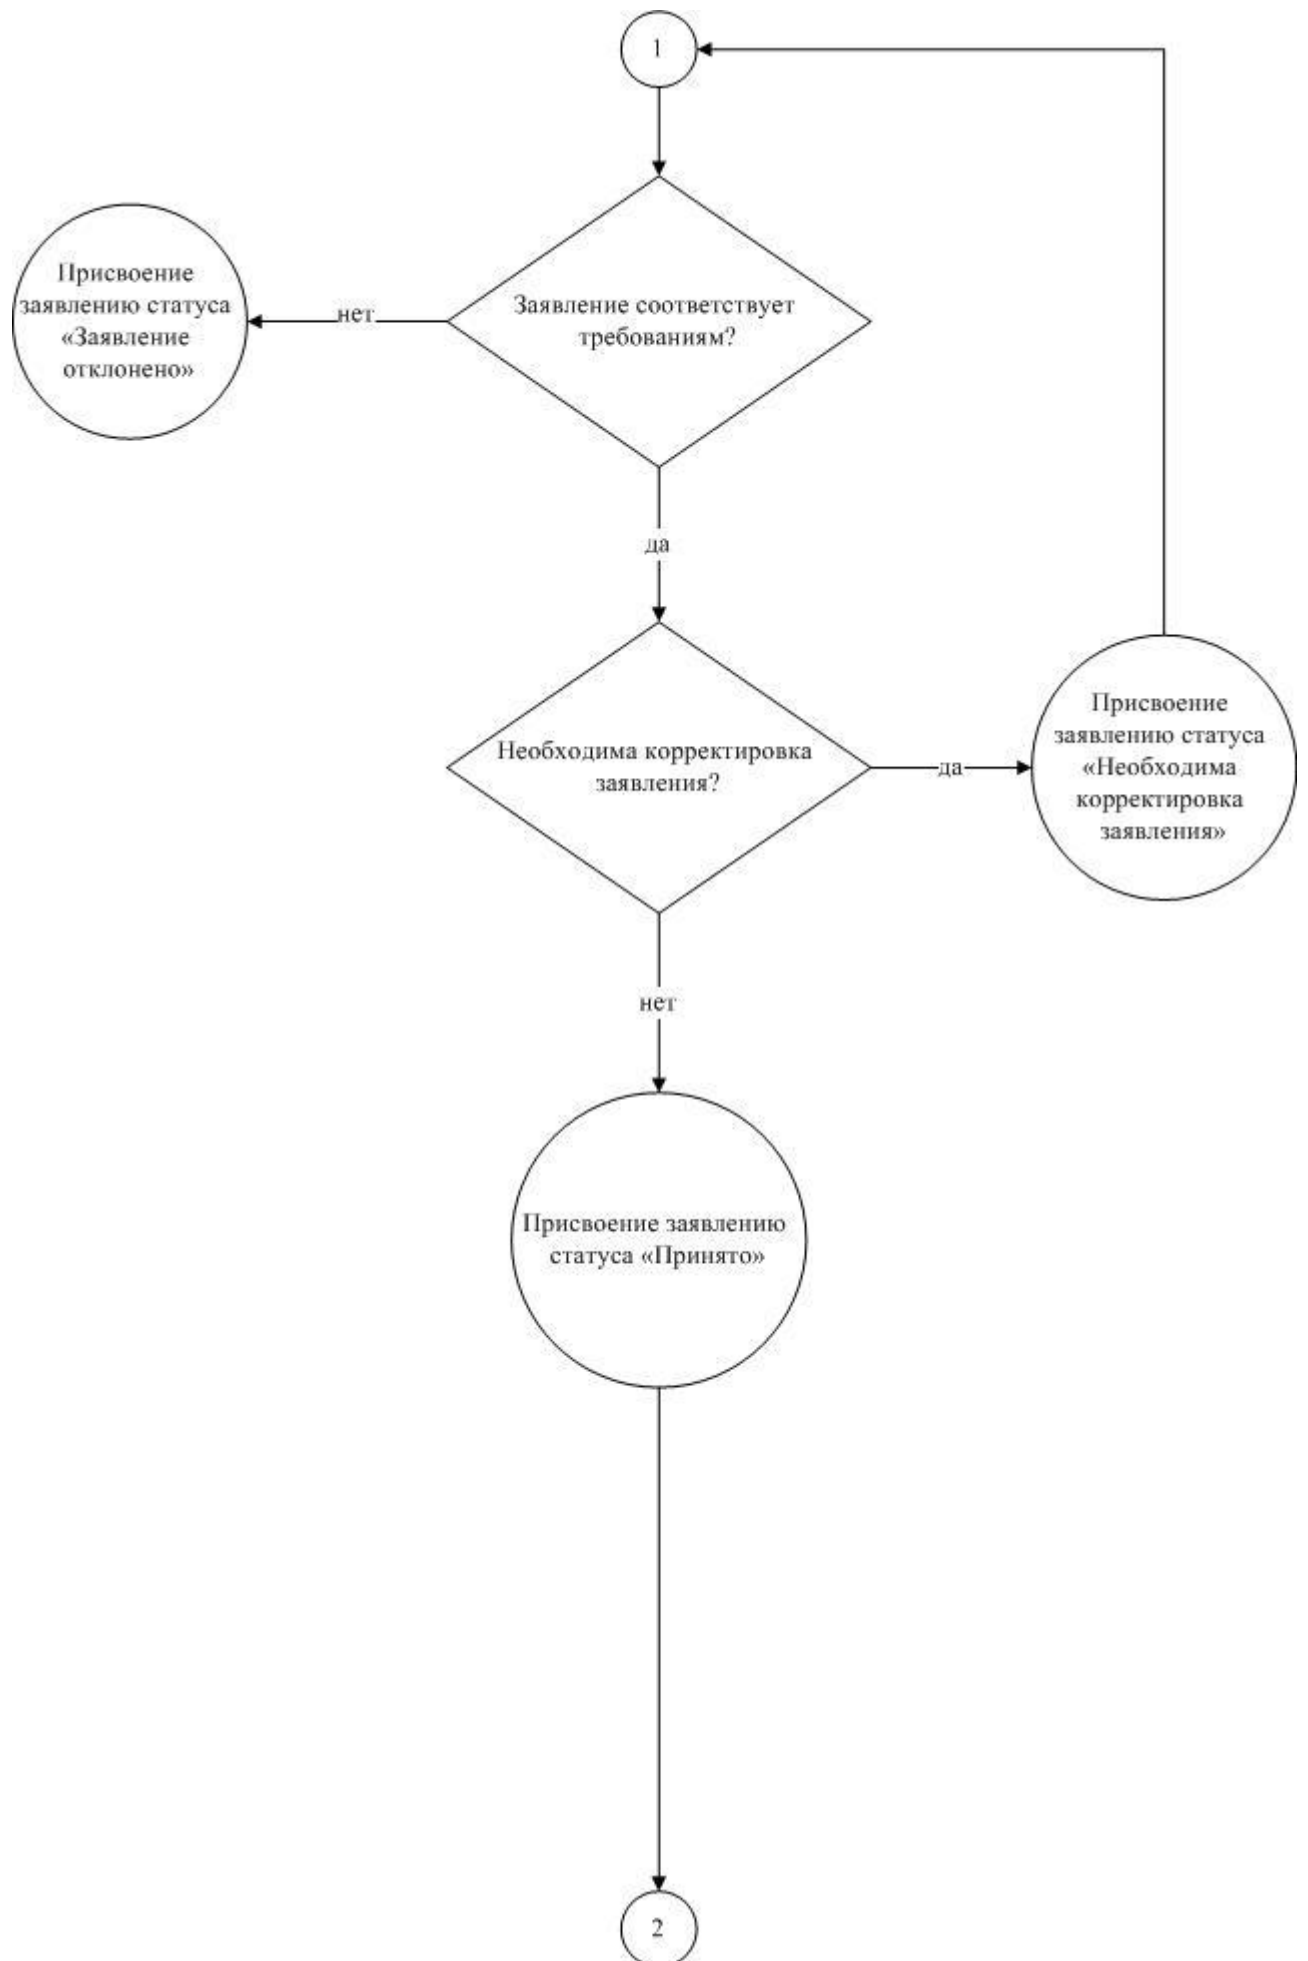 1
Присвоение
заявлению статуса
«Заявление
отклонено»
нет
Заявление соответствует
требованиям?
да
Необходима корректировка
заявления?
да
Присвоение
заявлению статуса
«Необходима
корректировка
заявления»
нет
Присвоение заявлению
статуса «Принято»
2